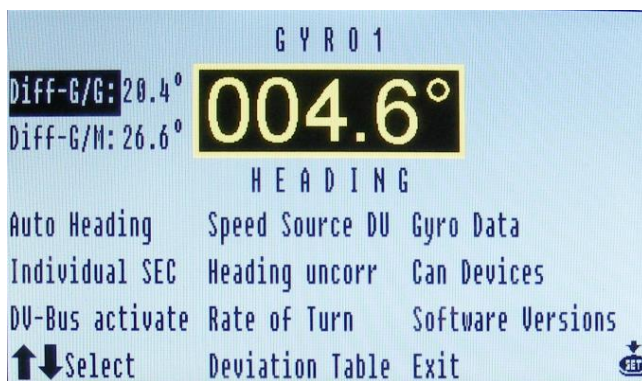 GYRO1
Diff-G/G: 20.4°
004.6°
Diff-G/M: 26.6°
HEADING
Auto Heading Speed Source DV Gyro Data
Individual SEC Heading uncorr Can Devices
DV-Bus activate Rate of Turn Software Versions
Select Deviation Table Exit SET